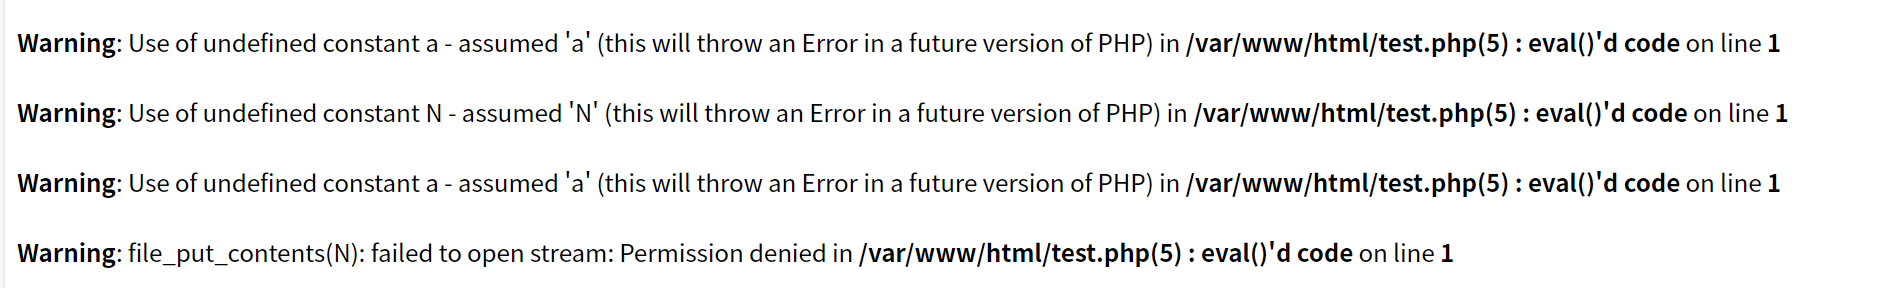 Warning: Use of undefined constant a - assumed 'a' (this will throw an Error in a future version of PHP) in /var/www/html/test.php(5) : eval()'d code on line 1
Warning: Use of undefined constant N - assumed 'N' (this will throw an Error in a future version of PHP) in /var/www/html/test.php(5) : eval()'d code on line 1
Warning: Use of undefined constant a - assumed 'a' (this will throw an Error in a future version of PHP) in /var/www/html/test.php(5) : eval()'d code on line 1
Warning: file_put_contents(N): failed to open stream: Permission denied in /var/www/html/test.php(5) : eval()'d code on line 1